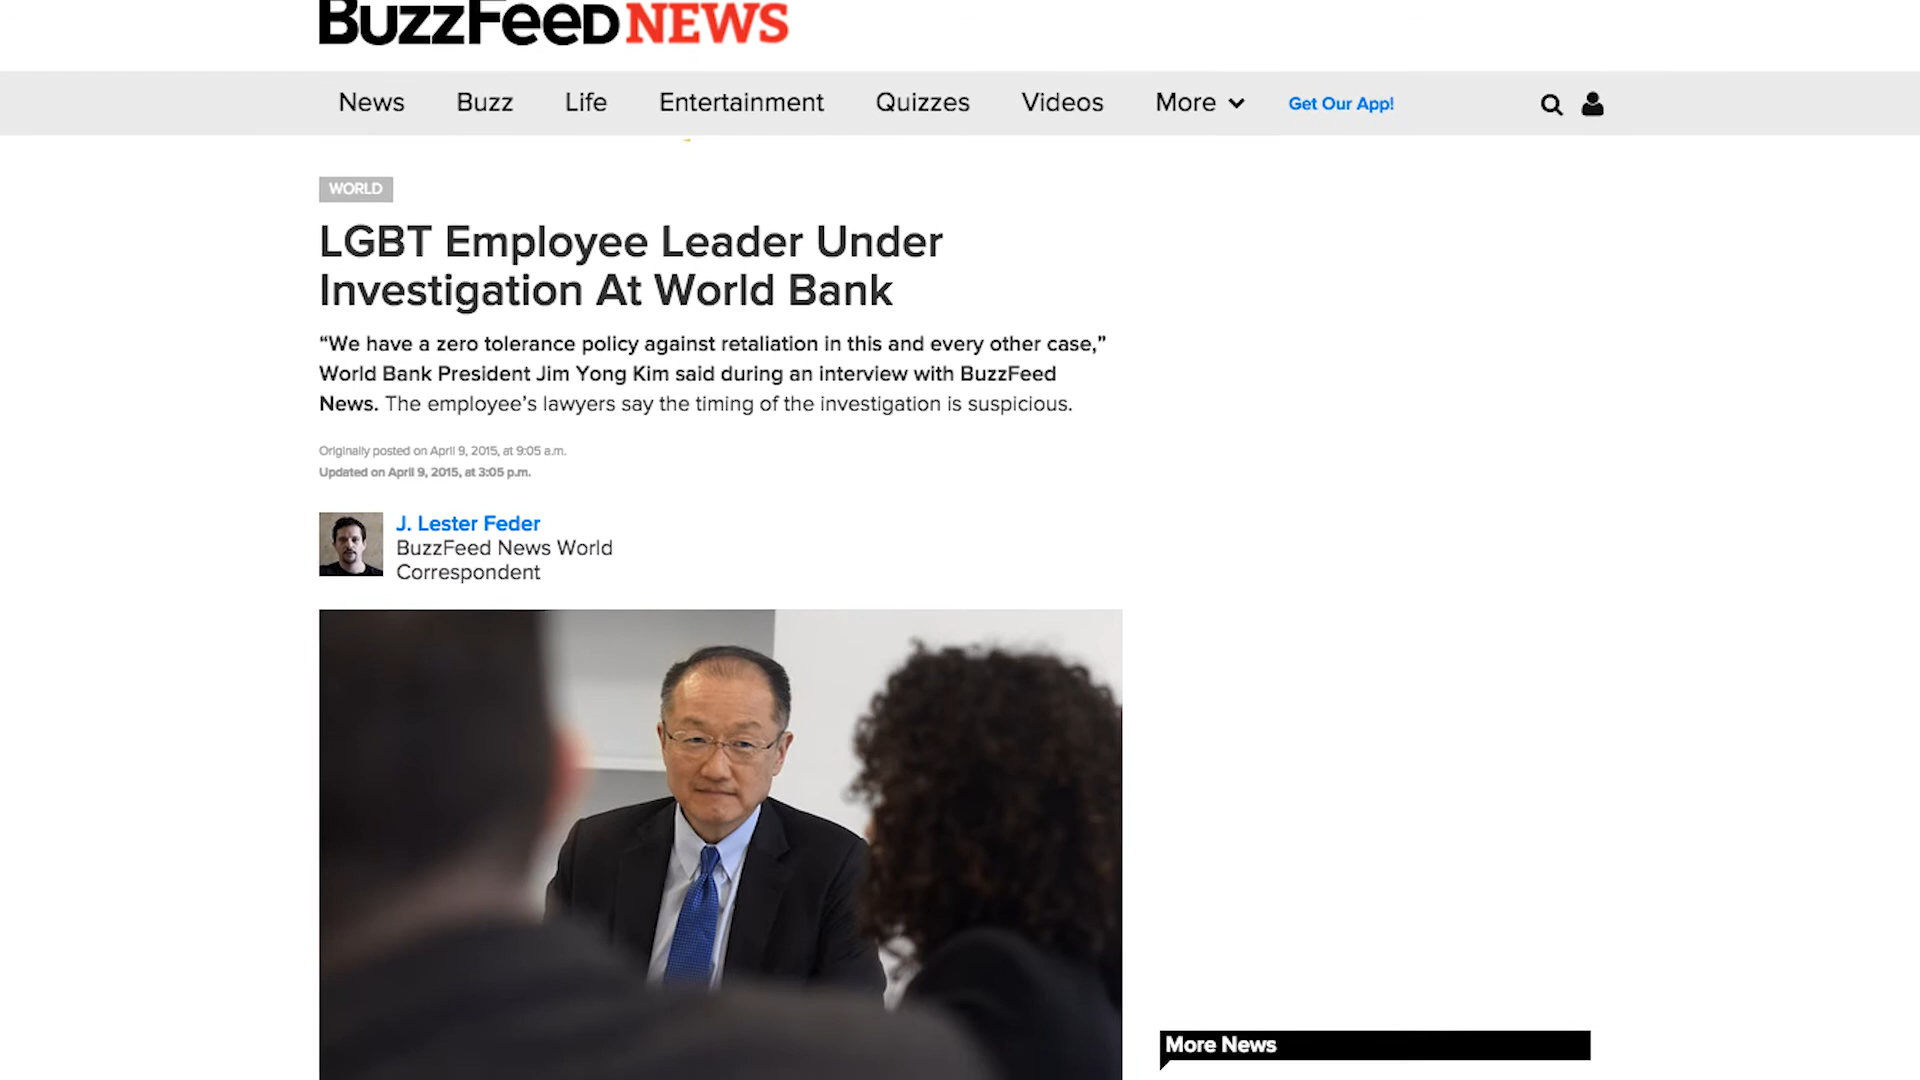 BuzzFeeD NEWS
News Buzz Life Entertainment Quizzes Videos More Get Our App!
WORLD
LGBT Employee Leader Under
Investigation At World Bank
“We have a zero tolerance policy against retaliation in this and every other case,”
World Bank President Jim Yong Kim said during an interview with BuzzFeed
News. The employee’s lawyers say the timing of the investigation is suspicious.
Originally posted on April 9, 2015, at 9:05 a.m.
Updated on April 9, 2015, at 3:05 p.m.
J. Lester Feder
BuzzFeed News World
Correspondent
More News